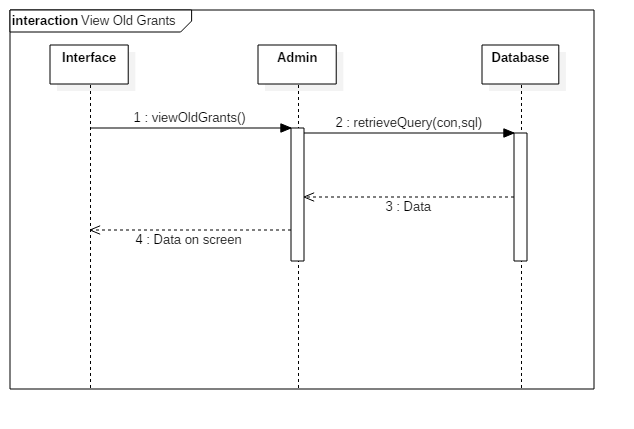 interaction View Old Grants
Interface
Admin
Database
1 : viewOldGrants()
2 : retrieveQuery(con,sql)
3 : Data
4 : Data on screen